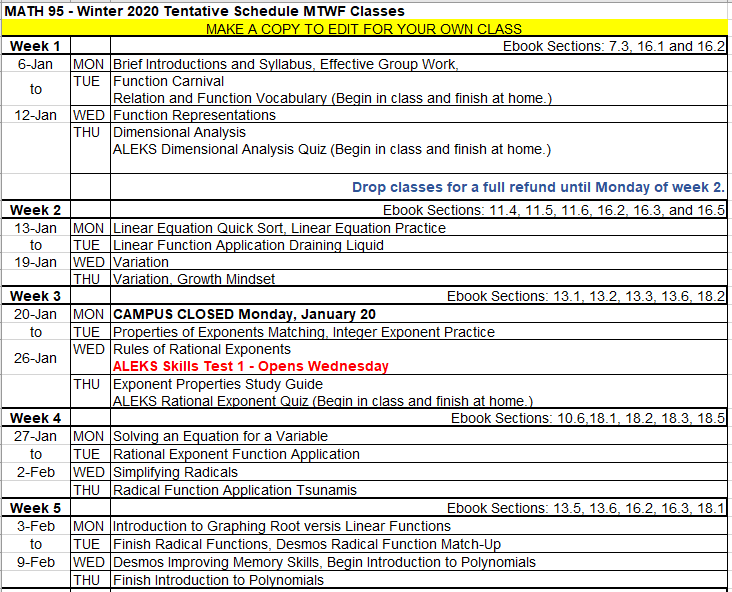 MATH 95 - Winter 2020 Tentative Schedule MTWF Classes
MAKE A COPY TO EDIT FOR YOUR OWN CLASS
Week 1 Ebook Sections: 7.3, 16.1 and 16.2
6-Jan MON Brief Introductions and Syllabus, Effective Group Work,
to TUE Function Carnival
Relation and Function Vocabulary (Begin in class and finish at home.)
12-Jan WED Function Representations
THU Dimensional Analysis
ALEKS Dimensional Analysis Quiz (Begin in class and finish at home.)
Drop classes for a full refund until Monday of week 2.
Week 2 Ebook Sections: 11.4, 11.5, 11.6, 16.2, 16.3, and 16.5
13-Jan MON Linear Equation Quick Sort, Linear Equation Practice
to TUE Linear Function Application Draining Liquid
19-Jan WED Variation
THU Variation, Growth Mindset
Week 3 Ebook Sections: 13.1, 13.2, 13.3, 13.6, 18.2
20-Jan MON CAMPUS CLOSED Monday, January 20
to TUE Properties of Exponents Matching, Integer Exponent Practice
26-Jan WED Rules of Rational Exponents
ALEKS Skills Test 1 - Opens Wednesday
THU Exponent Properties Study Guide
ALEKS Rational Exponent Quiz (Begin in class and finish at home.)
Week 4 Ebook Sections: 10.6,18.1, 18.2, 18.3, 18.5
27-Jan MON Solving an Equation for a Variable
to TUE Rational Exponent Function Application
2-Feb WED Simplifying Radicals
THU Radical Function Application Tsunamis
Week 5 Ebook Sections: 13.5, 13.6, 16.2, 16.3, 18.1
3-Feb MON Introduction to Graphing Root versus Linear Functions
to TUE Finish Radical Functions, Desmos Radical Function Match-Up
9-Feb WED Desmos Improving Memory Skills, Begin Introduction to Polynomials
THU Finish Introduction to Polynomials